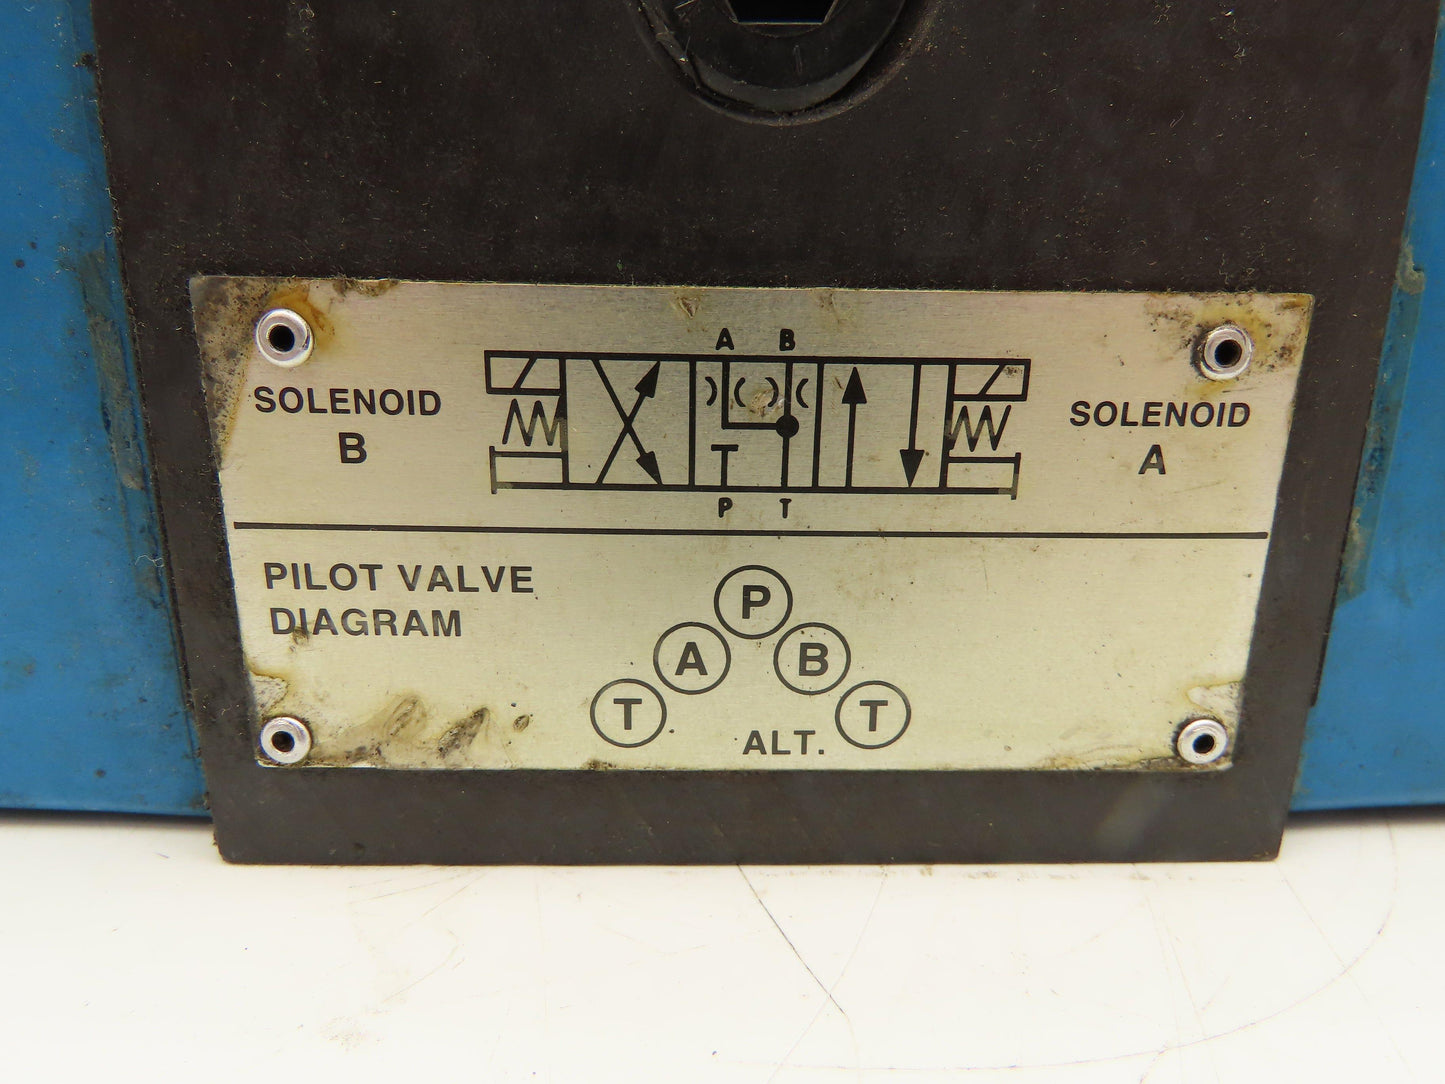 A B
SOLENOID
B
SOLENOID
A
P T
PILOT VALVE
DIAGRAM
P
A B
T T
ALT.